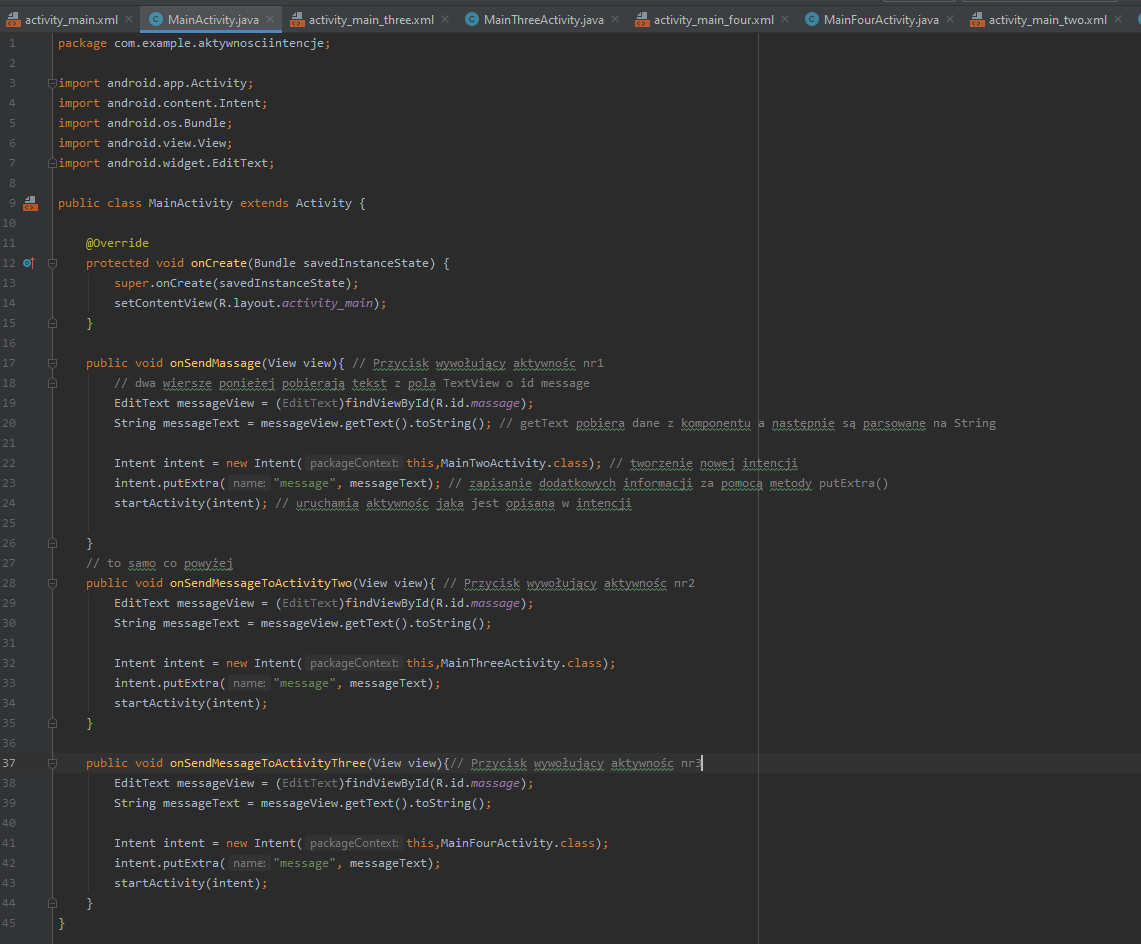 activity_main.xml MainActivity.java activity_main_three.xml MainThreeActivity.java activity_main_four.xml MainFourActivity.java activity_main_two.xml
1 package com.example.aktywnosciintencje;
2
3 import android.app.Activity;
4 import android.content.Intent;
5 import android.os.Bundle;
6 import android.view.View;
7 import android.widget.EditText;
8
9 public class MainActivity extends Activity {
10
11 @Override
12 protected void onCreate(Bundle savedInstanceState) {
13 super.onCreate(savedInstanceState);
14 setContentView(R.layout.activity_main);
15 }
16
17 public void onSendMassage(View view){ // Przycisk wywołujący aktywnośc nr1
18 // dwa wiersze ponieżej pobierają tekst z pola TextView o id message
19 EditText messageView = (EditText)findViewById(R.id.massage);
20 String messageText = messageView.getText().toString(); // getText pobiera dane z komponentu a następnie są parsowane na String
21
22 Intent intent = new Intent( packageContext: this,MainTwoActivity.class); // tworzenie nowej intencji
23 intent.putExtra( name: "message", messageText); // zapisanie dodatkowych informacji za pomocą metody putExtra()
24 startActivity(intent); // uruchamia aktywnośc jaka jest opisana w intencji
25
26 }
27 // to samo co powyżej
28 public void onSendMessageToActivityTwo(View view){ // Przycisk wywołujący aktywnośc nr2
29 EditText messageView = (EditText)findViewById(R.id.massage);
30 String messageText = messageView.getText().toString();
31
32 Intent intent = new Intent( packageContext: this,MainThreeActivity.class);
33 intent.putExtra( name: "message", messageText);
34 startActivity(intent);
35 }
36
37 public void onSendMessageToActivityThree(View view){// Przycisk wywołujący aktywnośc nr3
38 EditText messageView = (EditText)findViewById(R.id.massage);
39 String messageText = messageView.getText().toString();
40
41 Intent intent = new Intent( packageContext: this,MainFourActivity.class);
42 intent.putExtra( name: "message", messageText);
43 startActivity(intent);
44 }
45 }